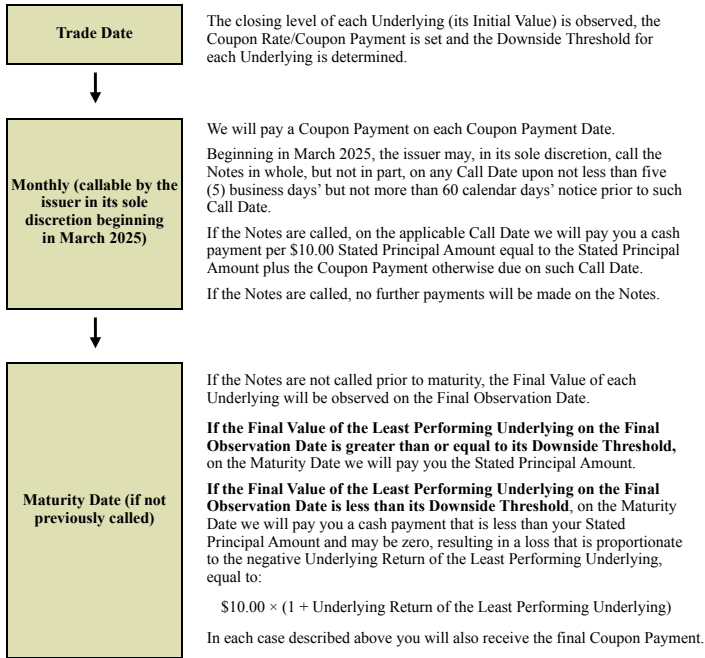 Trade Date
The closing level of each Underlying (its Initial Value) is observed, the
Coupon Rate/Coupon Payment is set and the Downside Threshold for
each Underlying is determined.
Monthly (callable by the
issuer in its sole
discretion beginning
in March 2025)
We will pay a Coupon Payment on each Coupon Payment Date.
Beginning in March 2025, the issuer may, in its sole discretion, call the
Notes in whole, but not in part, on any Call Date upon not less than five
(5) business days’ but not more than 60 calendar days’ notice prior to such
Call Date.
If the Notes are called, on the applicable Call Date we will pay you a cash
payment per $10.00 Stated Principal Amount equal to the Stated Principal
Amount plus the Coupon Payment otherwise due on such Call Date.
If the Notes are called, no further payments will be made on the Notes.
Maturity Date (if not
previously called)
If the Notes are not called prior to maturity, the Final Value of each
Underlying will be observed on the Final Observation Date.
If the Final Value of the Least Performing Underlying on the Final
Observation Date is greater than or equal to its Downside Threshold,
on the Maturity Date we will pay you the Stated Principal Amount.
If the Final Value of the Least Performing Underlying on the Final
Observation Date is less than its Downside Threshold, on the Maturity
Date we will pay you a cash payment that is less than your Stated
Principal Amount and may be zero, resulting in a loss that is proportionate
to the negative Underlying Return of the Least Performing Underlying,
equal to:
$10.00 × (1 + Underlying Return of the Least Performing Underlying)
In each case described above you will also receive the final Coupon Payment.